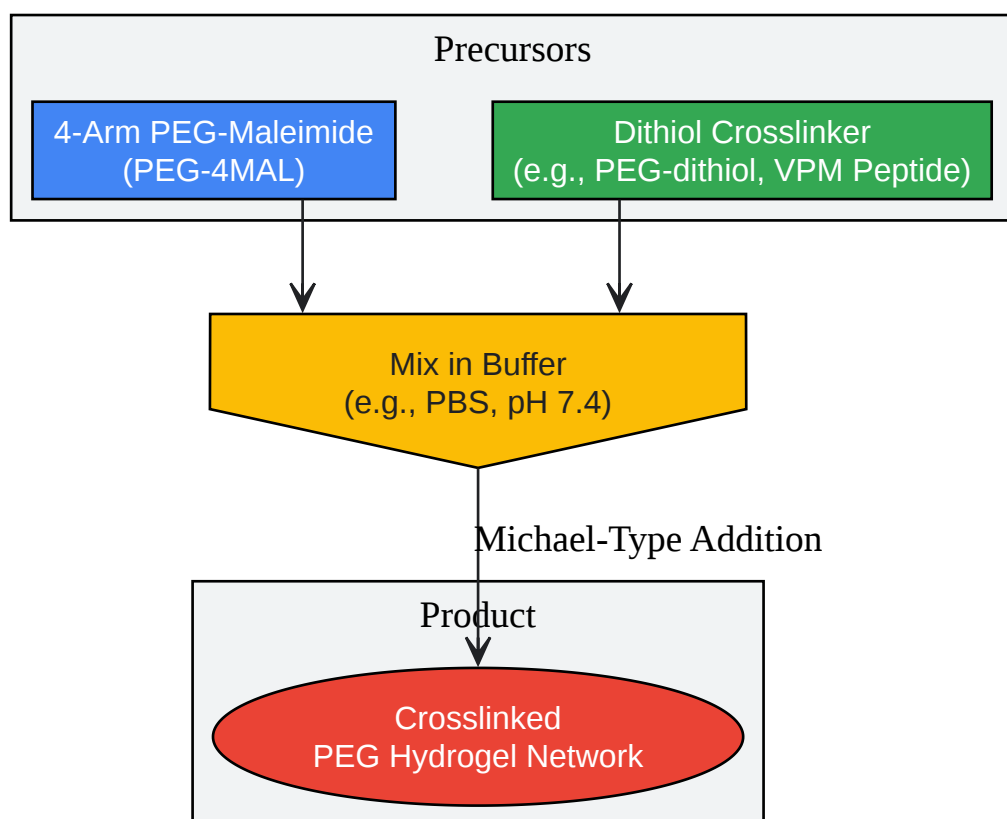 Precursors
4-Arm PEG-Maleimide
(PEG-4MAL)
Dithiol Crosslinker
(e.g., PEG-dithiol, VPM Peptide)
Mix in Buffer
(e.g., PBS, pH 7.4)
Michael-Type Addition
Product
Crosslinked
PEG Hydrogel Network